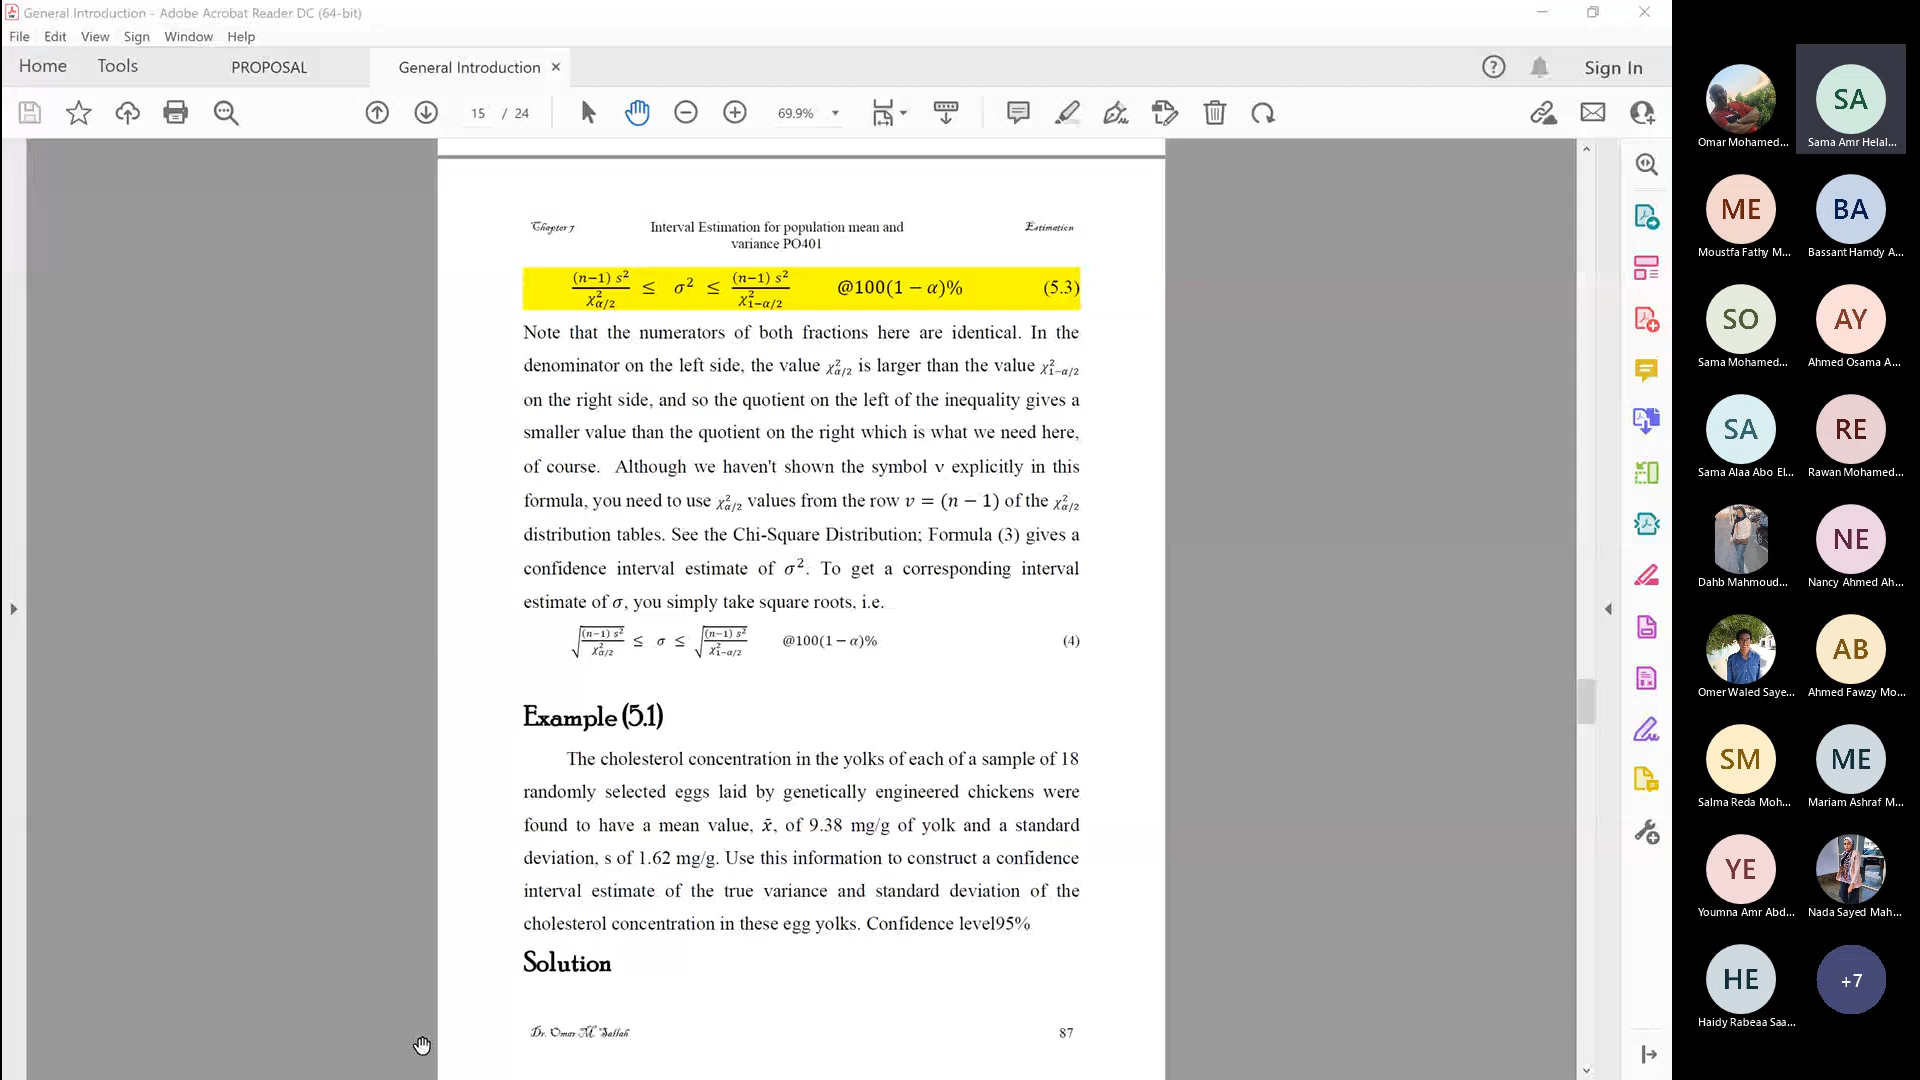 General Introduction - Adobe Acrobat Reader DC (64-bit)
File Edit View Sign Window Help
Home Tools PROPOSAL General Introduction × Sign In
15 / 24 69.9%
Chapter 7 Interval Estimation for population mean and variance PO401 Estimation
(n−1) s² / χ²α/2 ≤ σ² ≤ (n−1) s² / χ²1−α/2 @100(1 − α)% (5.3)
Note that the numerators of both fractions here are identical. In the
denominator on the left side, the value χ²α/2 is larger than the value χ²1−α/2
on the right side, and so the quotient on the left of the inequality gives a
smaller value than the quotient on the right which is what we need here,
of course. Although we haven't shown the symbol ν explicitly in this
formula, you need to use χ²α/2 values from the row v = (n − 1) of the χ²α/2
distribution tables. See the Chi-Square Distribution; Formula (3) gives a
confidence interval estimate of σ². To get a corresponding interval
estimate of σ, you simply take square roots, i.e.
√((n−1) s² / χ²α/2) ≤ σ ≤ √((n−1) s² / χ²1−α/2) @100(1 − α)% (4)
Example (5.1)
The cholesterol concentration in the yolks of each of a sample of 18
randomly selected eggs laid by genetically engineered chickens were
found to have a mean value, x̄, of 9.38 mg/g of yolk and a standard
deviation, s of 1.62 mg/g. Use this information to construct a confidence
interval estimate of the true variance and standard deviation of the
cholesterol concentration in these egg yolks. Confidence level95%
Solution
Dr. Omar M. Sallah 87
SA
Omar Mohamed... Sama Amr Helal...
ME BA
Moustfa Fathy M... Bassant Hamdy A...
SO AY
Sama Mohamed... Ahmed Osama A...
SA RE
Sama Alaa Abo El... Rawan Mohamed...
NE
Dahb Mahmoud... Nancy Ahmed Ah...
AB
Omer Waled Saye... Ahmed Fawzy Mo...
SM ME
Salma Reda Moh... Mariam Ashraf M...
YE
Youmna Amr Abd... Nada Sayed Mah...
HE +7
Haidy Rabeaa Saa...